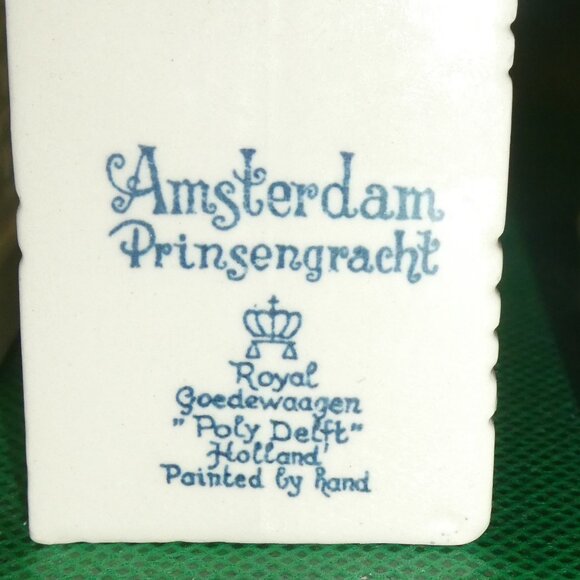 Amsterdam
Prinsengracht
Royal
Goedewaagen
"Poly Delft"
Holland
Painted by hand